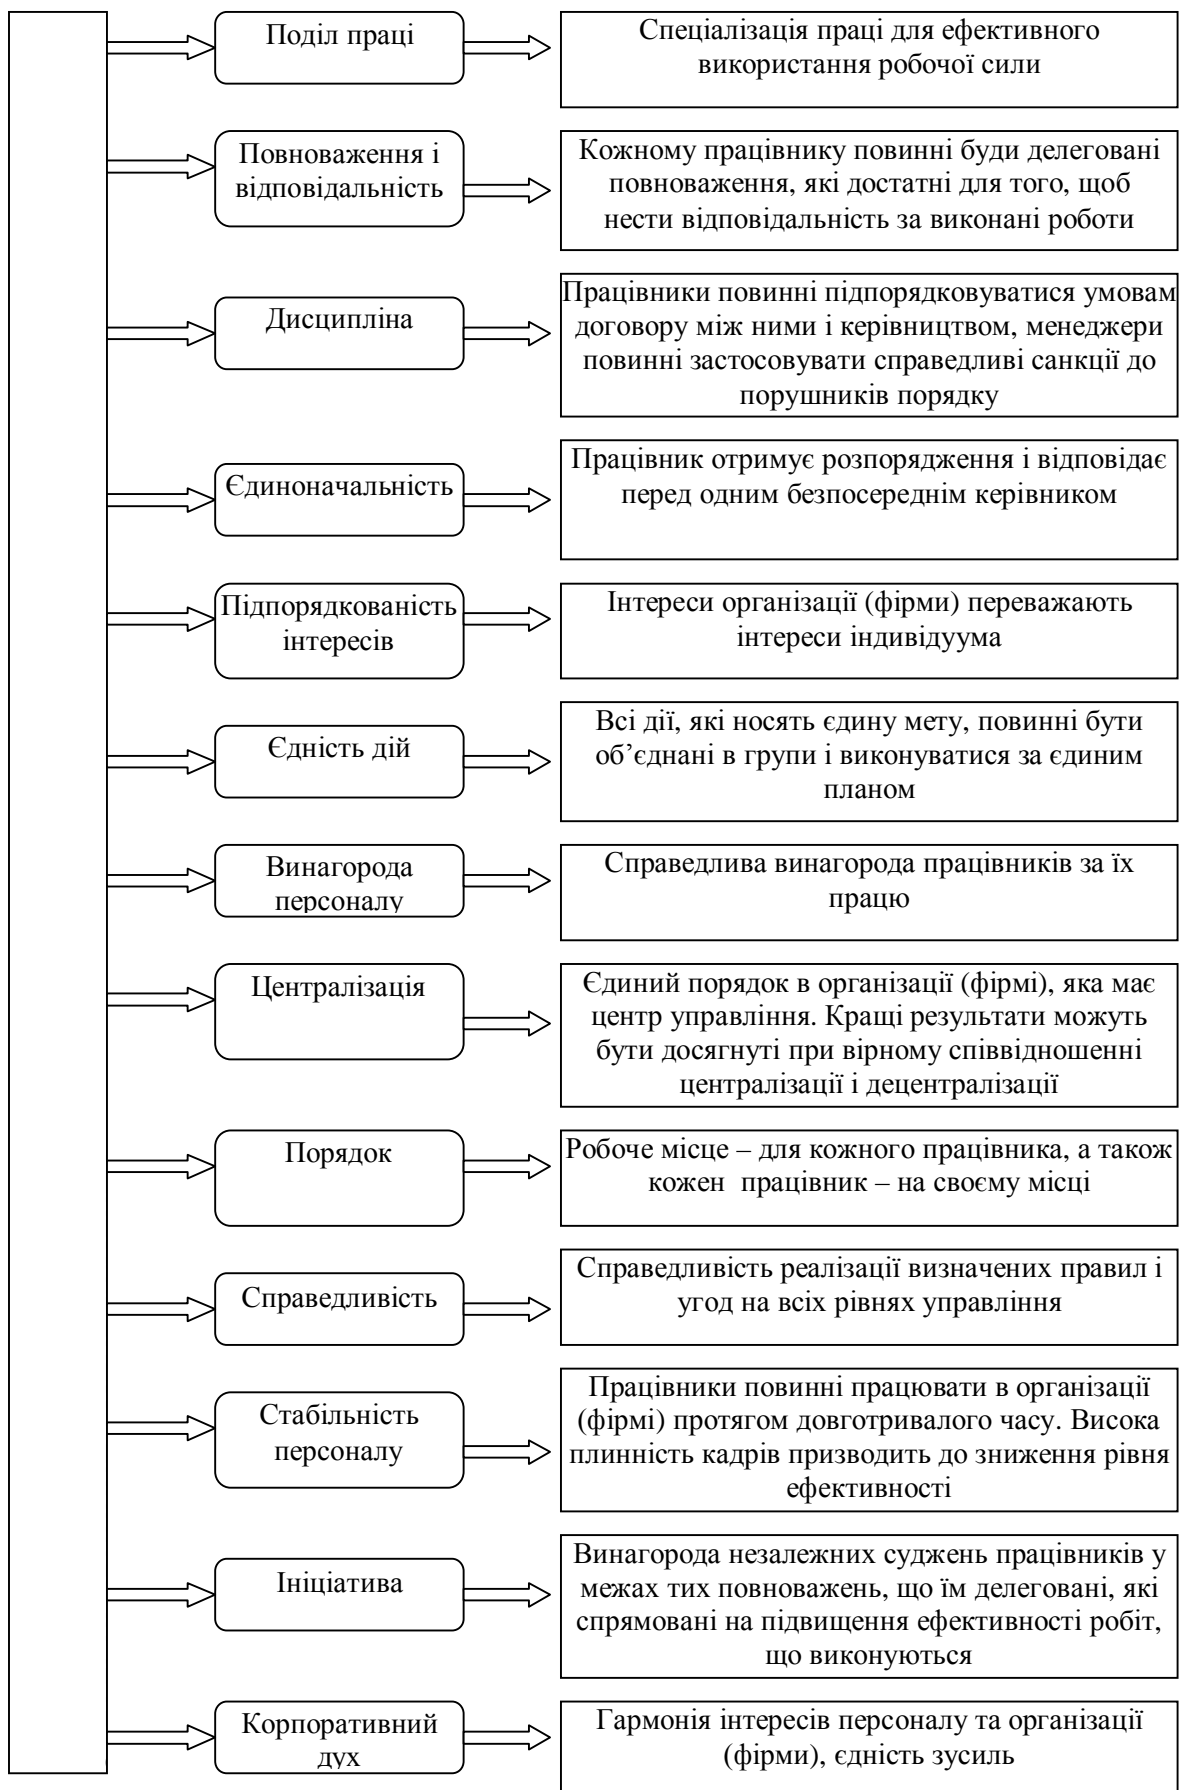 Поділ праці
Спеціалізація праці для ефективного
використання робочої сили
Повноваження і
відповідальність
Кожному працівнику повинні буди делеговані
повноваження, які достатні для того, щоб
нести відповідальність за виконані роботи
Дисципліна
Працівники повинні підпорядковуватися умовам
договору між ними і керівництвом, менеджери
повинні застосовувати справедливі санкції до
порушників порядку
Єдиноначальність
Працівник отримує розпорядження і відповідає
перед одним безпосереднім керівником
Підпорядкованість
інтересів
Інтереси організації (фірми) переважають
інтереси індивідуума
Єдність дій
Всі дії, які носять єдину мету, повинні бути
об’єднані в групи і виконуватися за єдиним
планом
Винагорода
персоналу
Справедлива винагорода працівників за їх
працю
Централізація
Єдиний порядок в організації (фірмі), яка має
центр управління. Кращі результати можуть
бути досягнуті при вірному співвідношенні
централізації і децентралізації
Порядок
Робоче місце – для кожного працівника, а також
кожен  працівник – на своєму місці
Справедливість
Справедливість реалізації визначених правил і
угод на всіх рівнях управління
Стабільність
персоналу
Працівники повинні працювати в організації
(фірмі) протягом довготривалого часу. Висока
плинність кадрів призводить до зниження рівня
ефективності
Ініціатива
Винагорода незалежних суджень працівників у
межах тих повноважень, що їм делеговані, які
спрямовані на підвищення ефективності робіт,
що виконуються
Корпоративний
дух
Гармонія інтересів персоналу та організації
(фірми), єдність зусиль